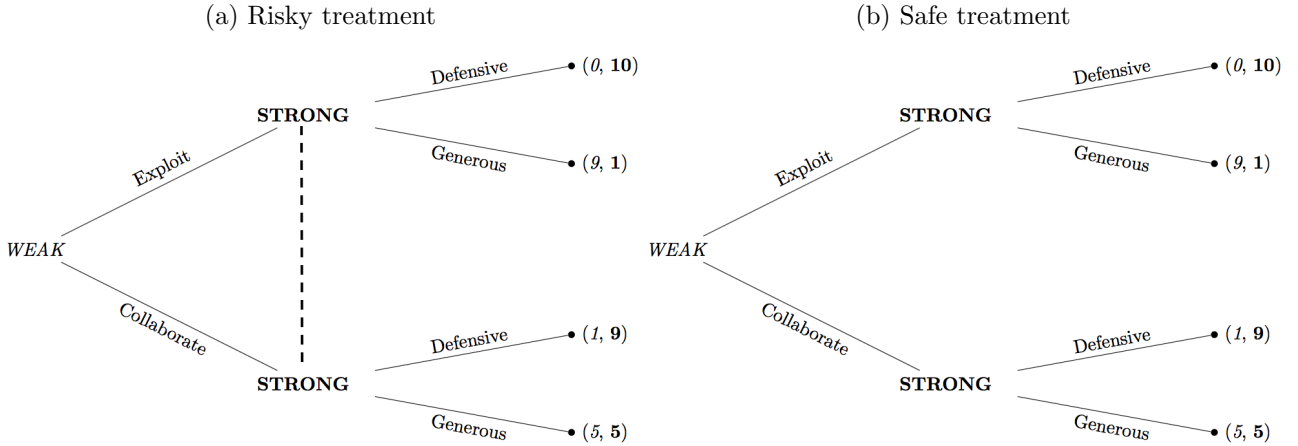 (a) Risky treatment
Defensive
(0, 10)
STRONG
Generous
(9, 1)
Exploit
WEAK
Collaborate
Defensive
(1, 9)
STRONG
Generous
(5, 5)
(b) Safe treatment
Defensive
(0, 10)
STRONG
Generous
(9, 1)
Exploit
WEAK
Collaborate
Defensive
(1, 9)
STRONG
Generous
(5, 5)